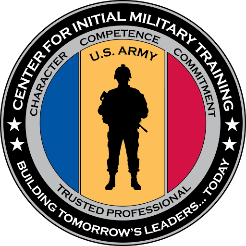 CENTER FOR INITIAL MILITARY TRAINING
CHARACTER
COMPETENCE
COMMITMENT
U.S. ARMY
TRUSTED PROFESSIONAL
BUILDING TOMORROW'S LEADERS... TODAY